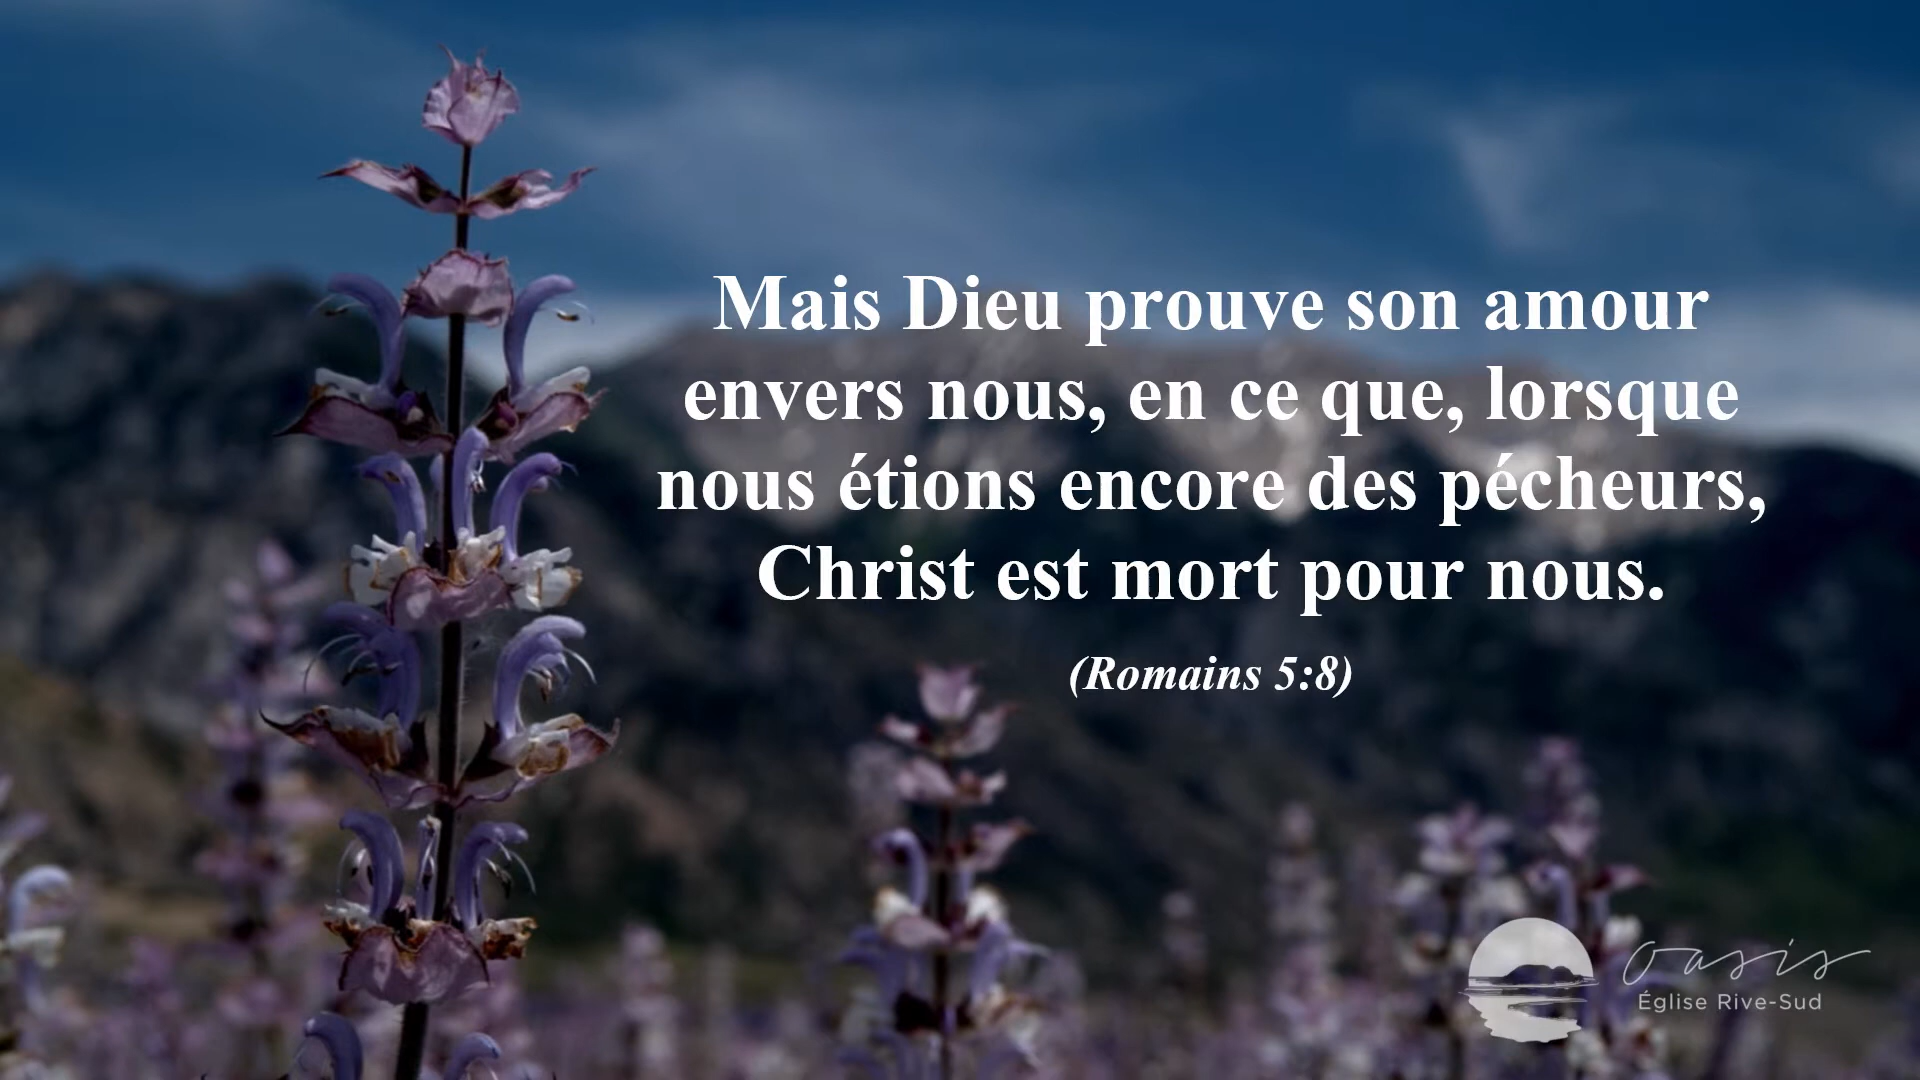 Mais Dieu prouve son amour
envers nous, en ce que, lorsque
nous étions encore des pécheurs,
Christ est mort pour nous.
(Romains 5:8)
oasis
Église Rive-Sud